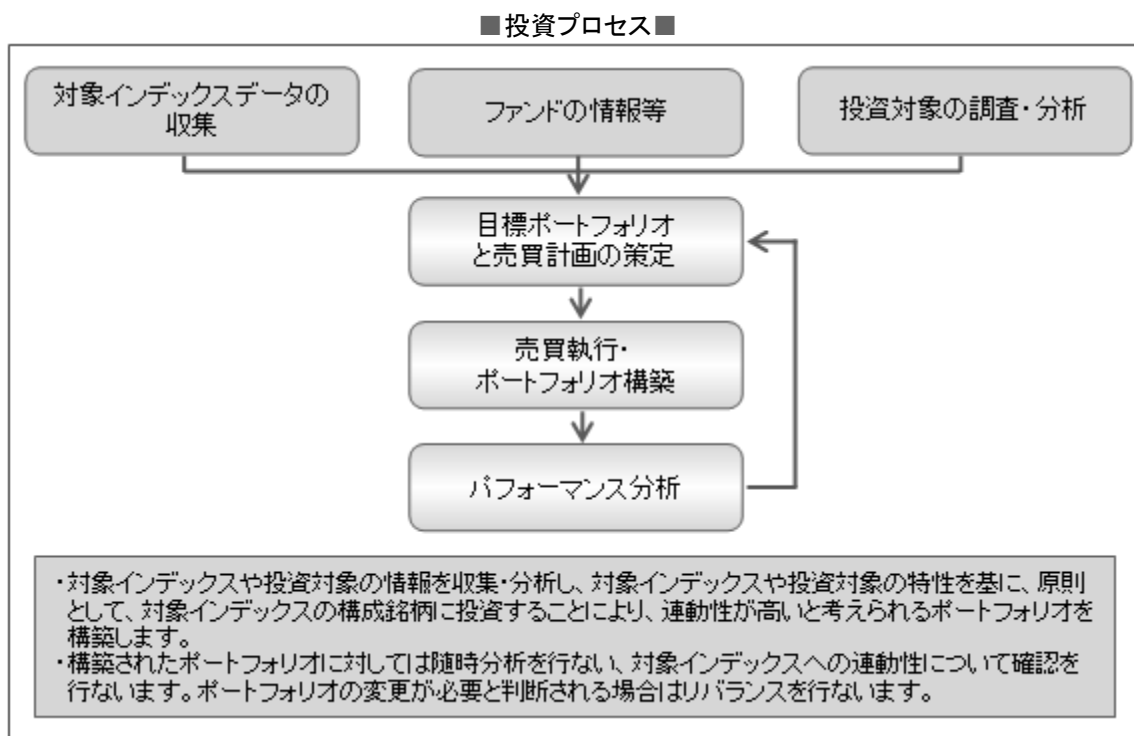 ■投資プロセス■
対象インデックスデータの
収集
ファンドの情報等
投資対象の調査・分析
目標ポートフォリオ
と売買計画の策定
売買執行・
ポートフォリオ構築
パフォーマンス分析
・対象インデックスや投資対象の情報を収集・分析し、対象インデックスや投資対象の特性を基に、原則
として、対象インデックスの構成銘柄に投資することにより、連動性が高いと考えられるポートフォリオを
構築します。
・構築されたポートフォリオに対しては随時分析を行ない、対象インデックスへの連動性について確認を
行ないます。ポートフォリオの変更が必要と判断される場合はリバランスを行ないます。